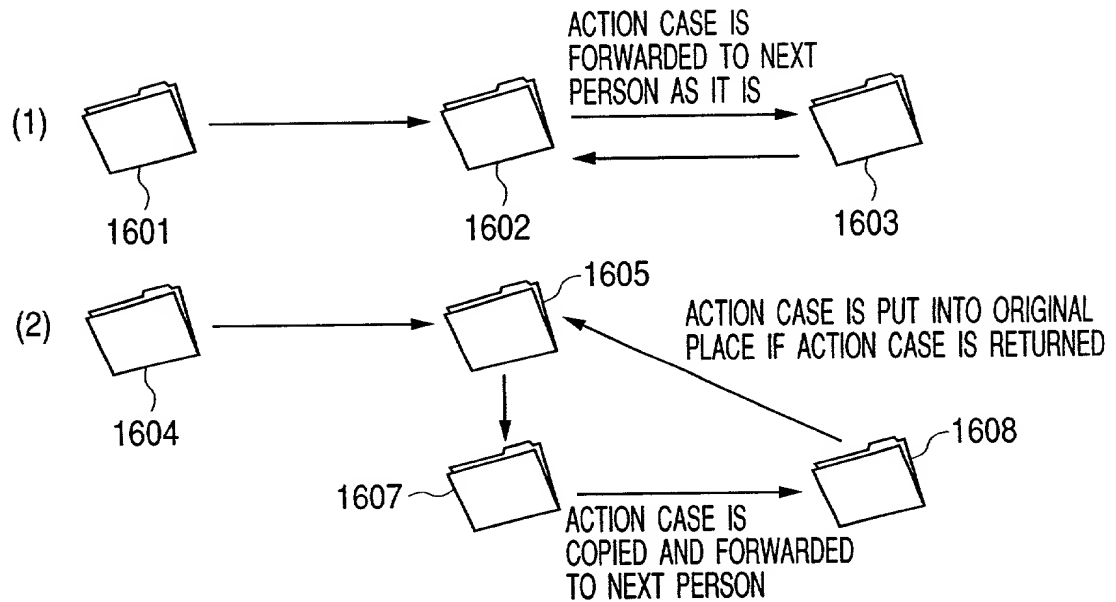 ACTION CASE IS
FORWARDED TO NEXT
PERSON AS IT IS
(1)
1601
1602
1603
(2)
1605
ACTION CASE IS PUT INTO ORIGINAL
PLACE IF ACTION CASE IS RETURNED
1604
1608
1607
ACTION CASE IS
COPIED AND FORWARDED
TO NEXT PERSON